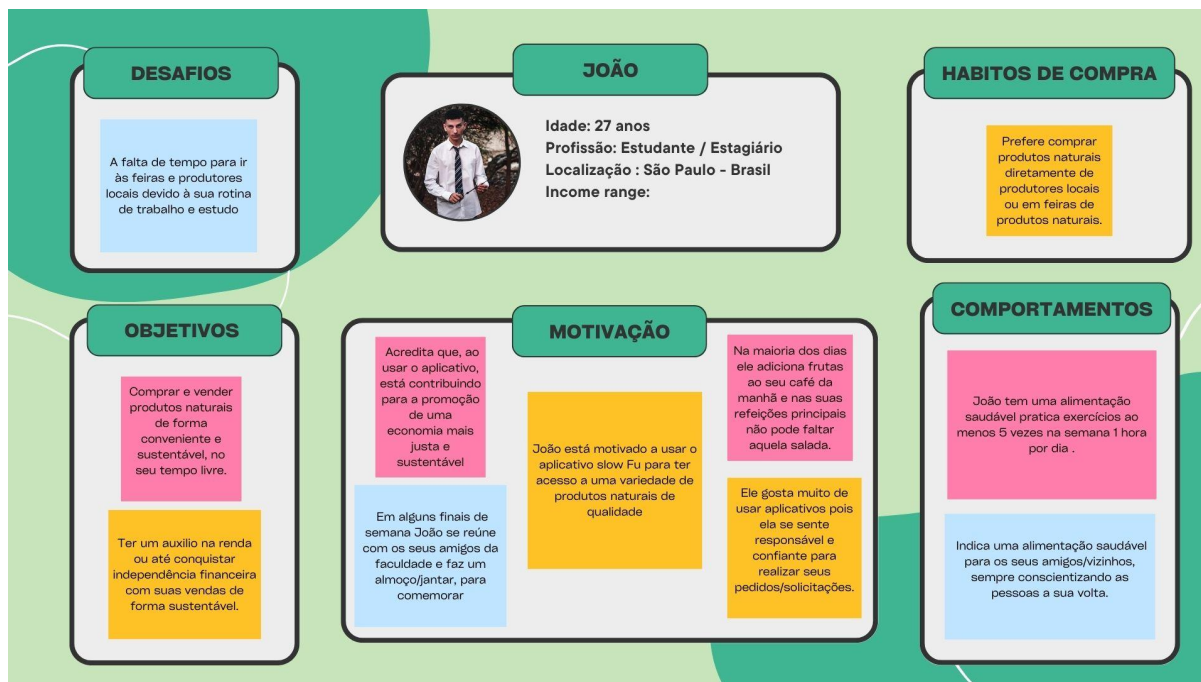 DESAFIOS
A falta de tempo para ir
às feiras e produtores
locais devido à sua rotina
de trabalho e estudo
JOÃO
Idade: 27 anos
Profissão: Estudante / Estagiário
Localização : São Paulo - Brasil
Income range:
HABITOS DE COMPRA
Prefere comprar
produtos naturais
diretamente de
produtores locais
ou em feiras de
produtos naturais.
OBJETIVOS
Comprar e vender
produtos naturais
de forma
conveniente e
sustentável, no
seu tempo livre.
Ter um auxilio na renda
ou até conquistar
independência financeira
com suas vendas de
forma sustentável.
MOTIVAÇÃO
Acredita que, ao
usar o aplicativo,
está contribuindo
para a promoção
de uma
economia mais
justa e
sustentável
Em alguns finais de
semana João se reúne
com os seus amigos da
faculdade e faz um
almoço/jantar, para
comemorar
João está motivado a usar o
aplicativo slow Fu para ter
acesso a uma variedade de
produtos naturais de
qualidade
Na maioria dos dias
ele adiciona frutas
ao seu café da
manhã e nas suas
refeições principais
não pode faltar
aquela salada.
Ele gosta muito de
usar aplicativos pois
ela se sente
responsável e
confiante para
realizar seus
pedidos/solicitações.
COMPORTAMENTOS
João tem uma alimentação
saudável pratica exercícios ao
menos 5 vezes na semana 1 hora
por dia .
Indica uma alimentação saudável
para os seus amigos/vizinhos,
sempre conscientizando as
pessoas a sua volta.